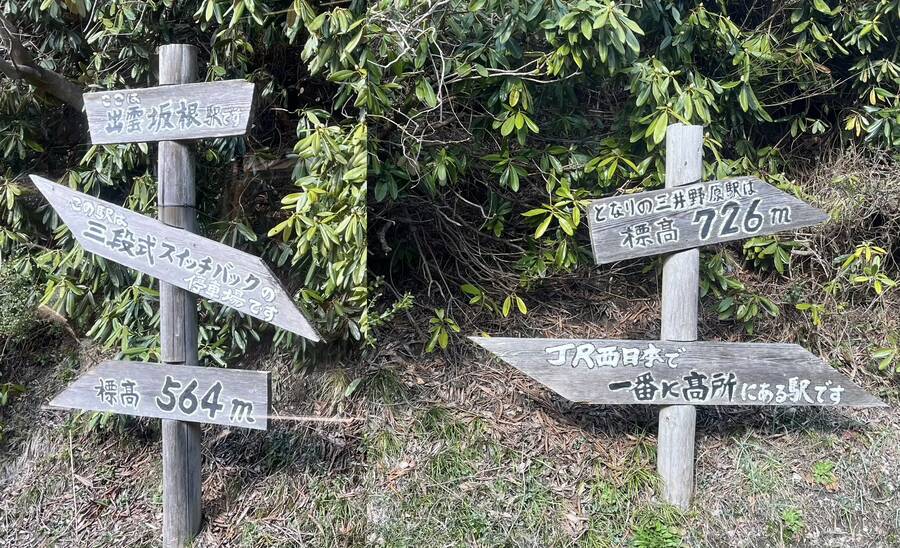 ここは
出雲坂根駅です
この駅は
三段式スイッチバックの
停車場です
標高 564m
となりの三井野原駅は
標高 726m
JR西日本で
一番K高所にある駅です